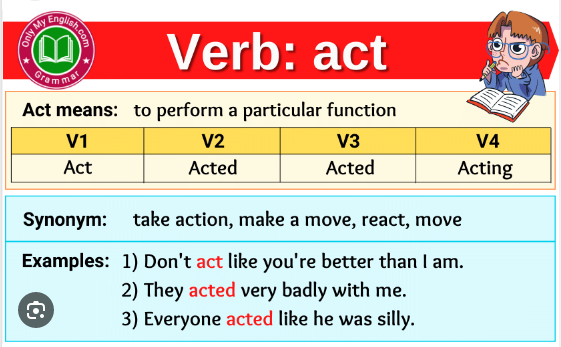 Only My English.com
Grammar
Verb: act
Act means: to perform a particular function
V1 V2 V3 V4
Act Acted Acted Acting
Synonym: take action, make a move, react, move
Examples: 1) Don't act like you're better than I am.
2) They acted very badly with me.
3) Everyone acted like he was silly.